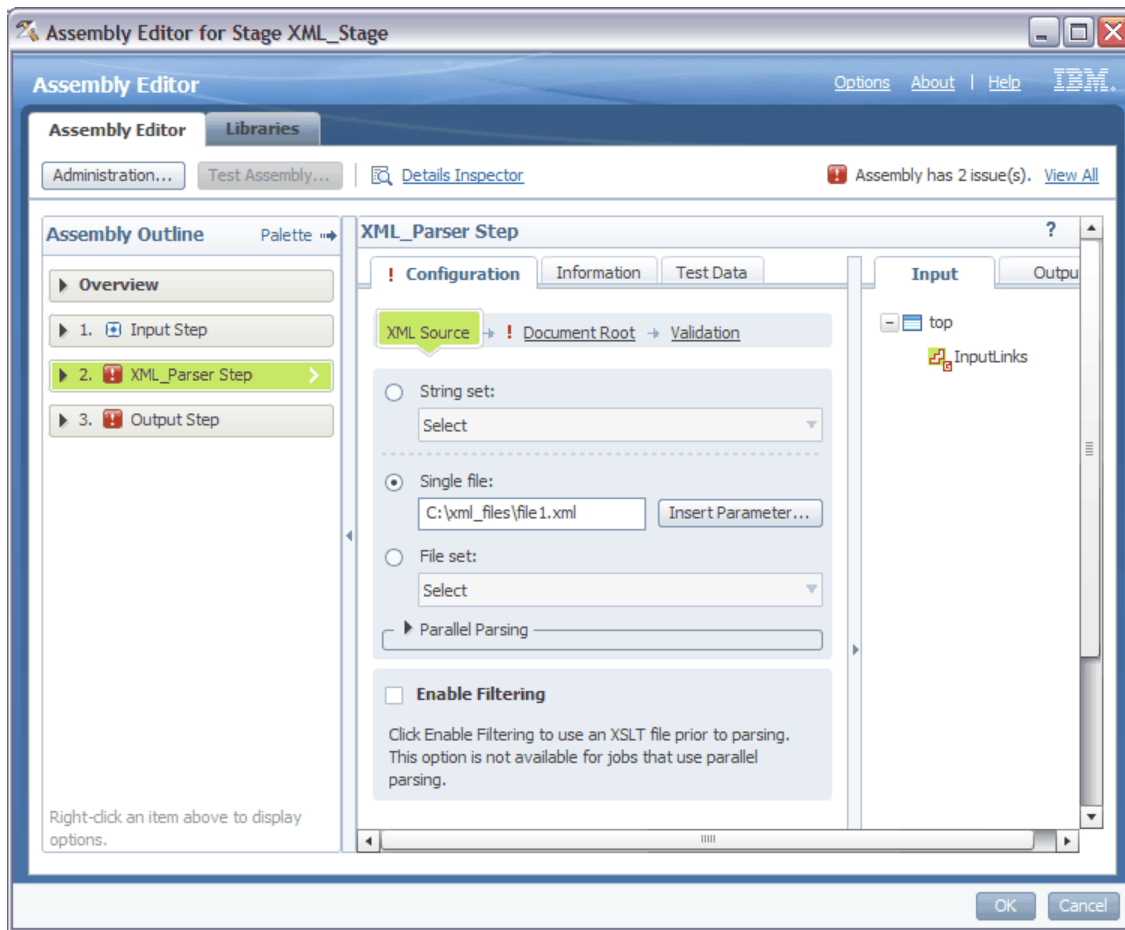 Assembly Editor for Stage XML_Stage
Assembly Editor
Options About | Help IBM.
Assembly Editor Libraries
Administration... Test Assembly... Details Inspector
Assembly has 2 issue(s). View All
Assembly Outline Palette
Overview
1. Input Step
2. XML_Parser Step
3. Output Step
Right-click an item above to display
options.
XML_Parser Step ?
! Configuration Information Test Data
XML Source ! Document Root Validation
String set:
Select
Single file:
C:\xml_files\file1.xml Insert Parameter...
File set:
Select
Parallel Parsing
Enable Filtering
Click Enable Filtering to use an XSLT file prior to parsing.
This option is not available for jobs that use parallel
parsing.
Input Outpu
top
InputLinks
OK Cancel